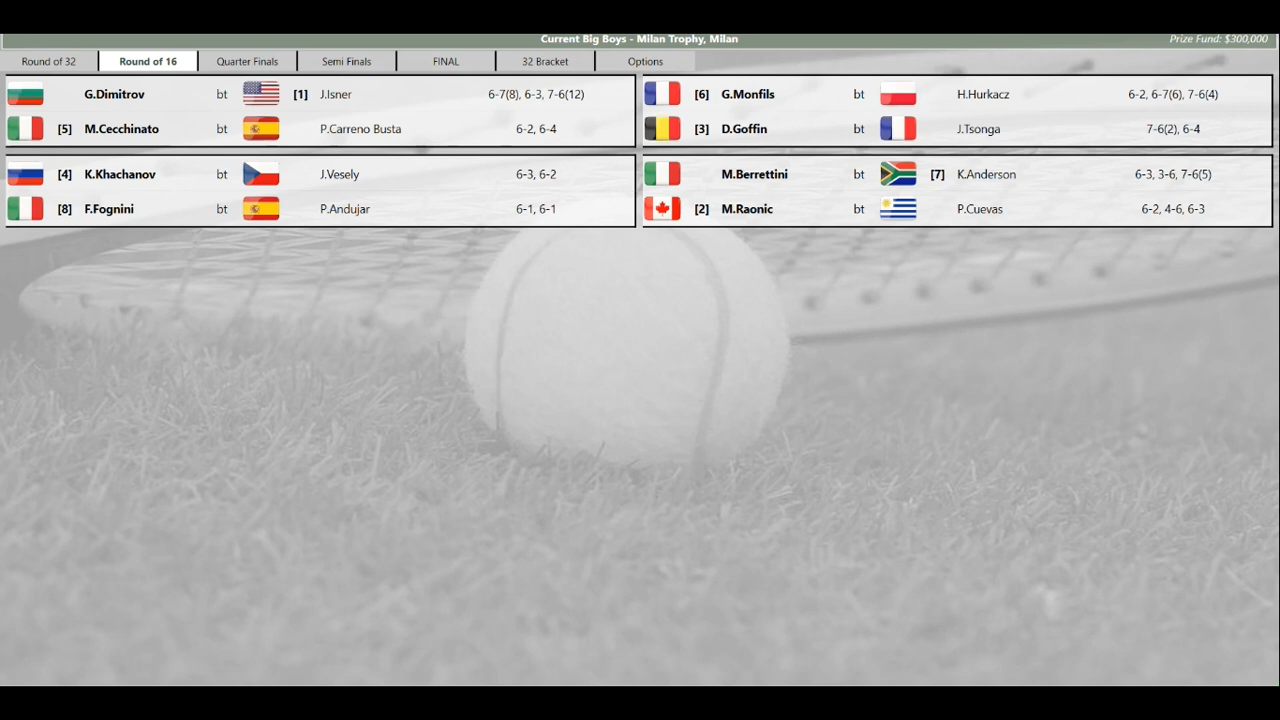 Current Big Boys - Milan Trophy, Milan
Prize Fund: $300,000
Round of 32 Round of 16 Quarter Finals Semi Finals FINAL 32 Bracket Options
G.Dimitrov bt [1] J.Isner 6-7(8), 6-3, 7-6(12)
[5] M.Cecchinato bt P.Carreno Busta 6-2, 6-4
[4] K.Khachanov bt J.Vesely 6-3, 6-2
[8] F.Fognini bt P.Andujar 6-1, 6-1
[6] G.Monfils bt H.Hurkacz 6-2, 6-7(6), 7-6(4)
[3] D.Goffin bt J.Tsonga 7-6(2), 6-4
M.Berrettini bt [7] K.Anderson 6-3, 3-6, 7-6(5)
[2] M.Raonic bt P.Cuevas 6-2, 4-6, 6-3